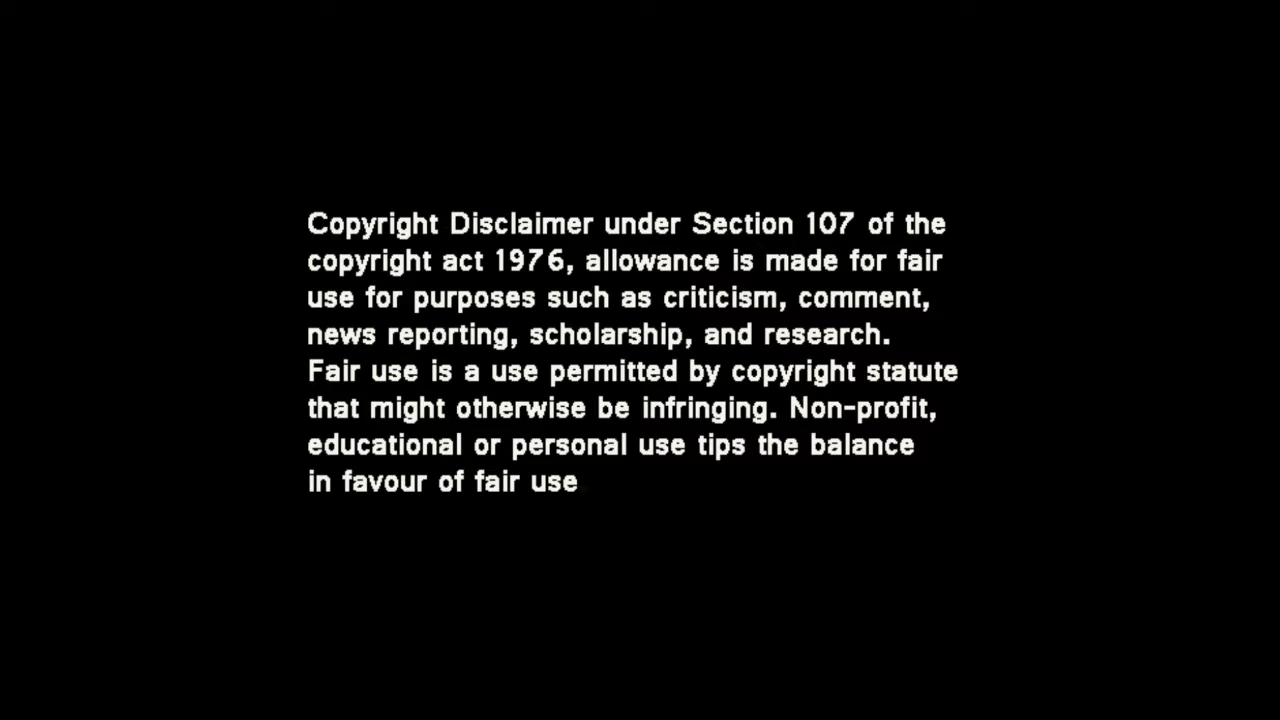 Copyright Disclaimer under Section 107 of the
copyright act 1976, allowance is made for fair
use for purposes such as criticism, comment,
news reporting, scholarship, and research.
Fair use is a use permitted by copyright statute
that might otherwise be infringing. Non-profit,
educational or personal use tips the balance
in favour of fair use